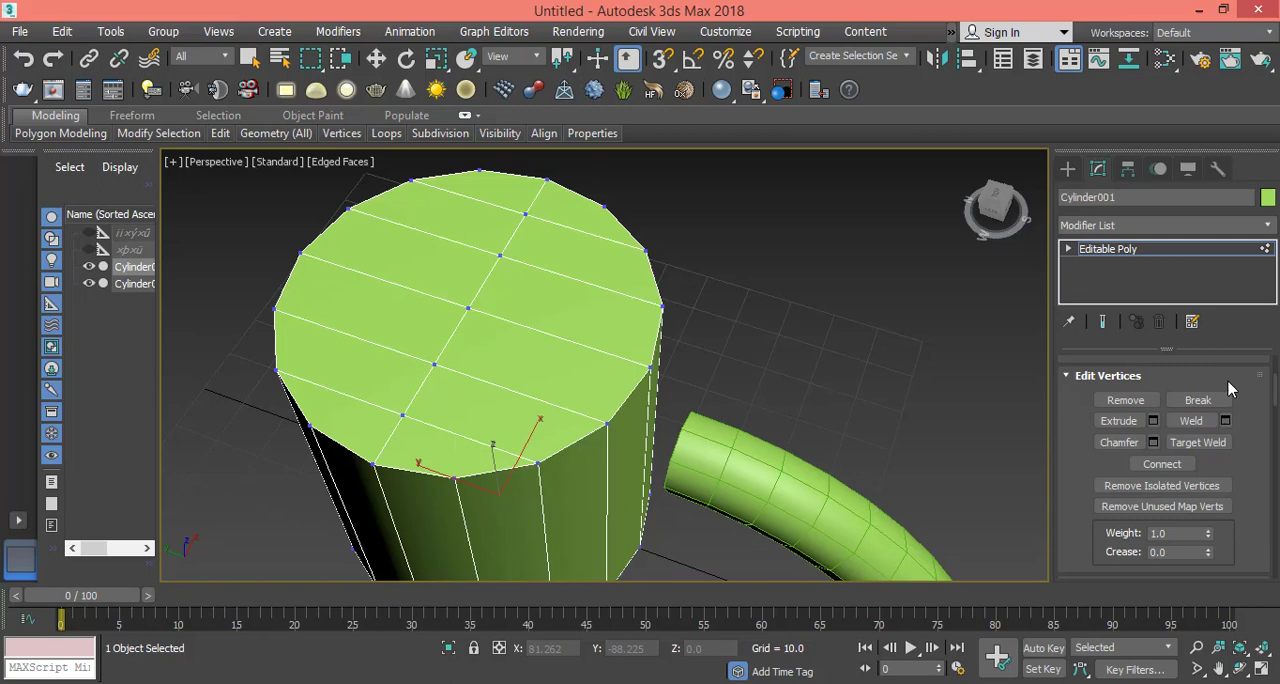 Untitled - Autodesk 3ds Max 2018
File Edit Tools Group Views Create Modifiers Animation Graph Editors Rendering Civil View Customize Scripting Content Sign In Workspaces: Default
All View Create Selection Se
HF
Modeling Freeform Selection Object Paint Populate
Polygon Modeling Modify Selection Edit Geometry (All) Vertices Loops Subdivision Visibility Align Properties
Select Display
[+] [Perspective] [Standard] [Edged Faces]
Name (Sorted Asce
Cylinder0
Cylinder0
Cylinder001
Modifier List
Editable Poly
Edit Vertices
Remove Break
Extrude Weld
Chamfer Target Weld
Connect
Remove Isolated Vertices
Remove Unused Map Verts
Weight: 1.0
Crease: 0.0
x
y
z
W
0 / 100
0 5 10 15 20 25 30 35 40 45 50 55 60 65 70 75 80 85 90 95 100
1 Object Selected X: 81.262 Y: -88.225 Z: 0.0 Grid = 10.0 Auto Key Selected
MAXScript Mi Add Time Tag 0 Set Key Key Filters...